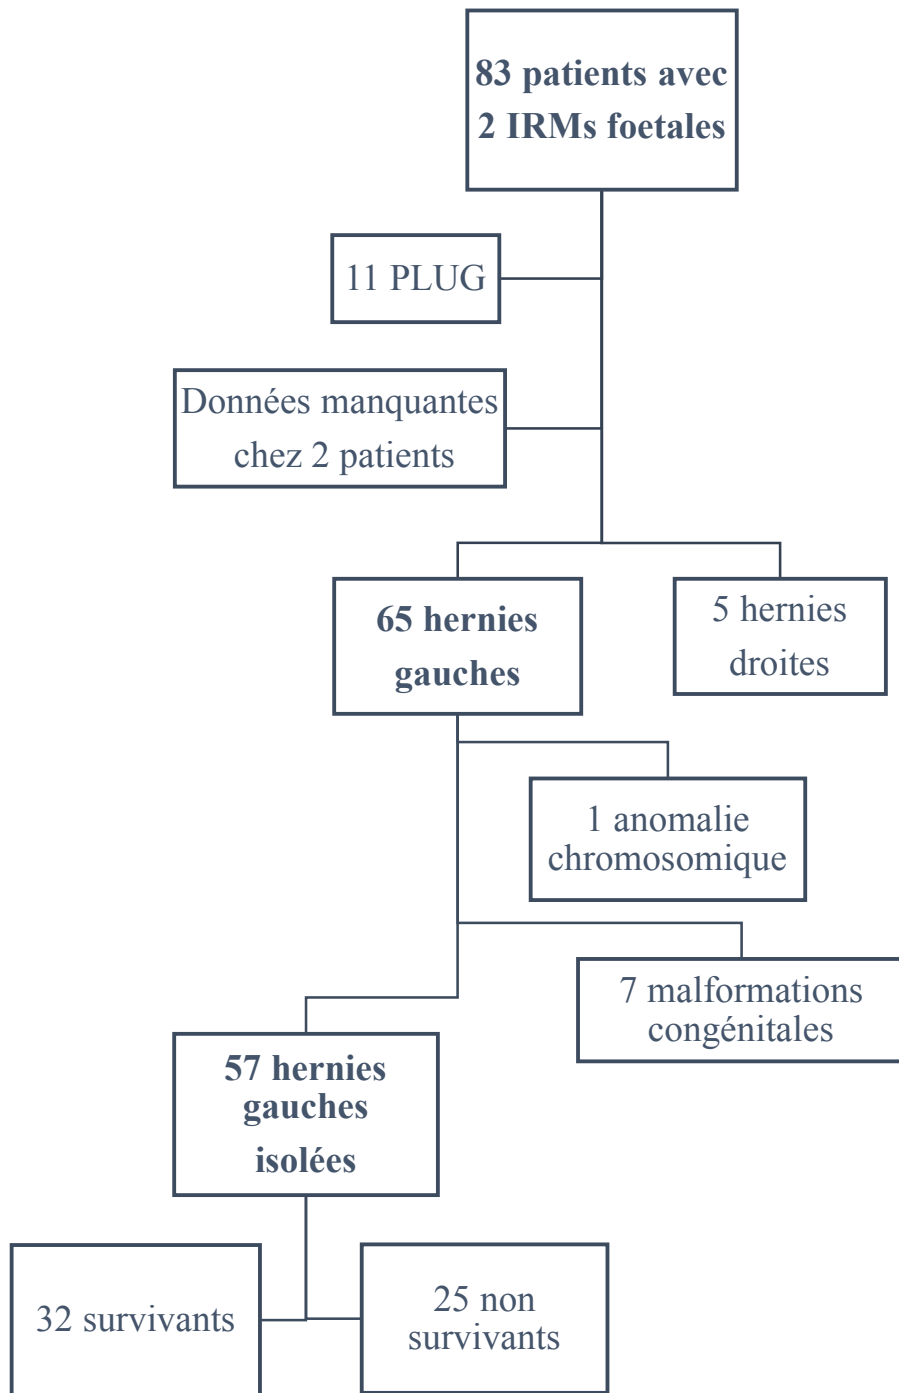 83 patients avec
2 IRMs foetales
11 PLUG
Données manquantes
chez 2 patients
65 hernies
gauches
5 hernies
droites
1 anomalie
chromosomique
7 malformations
congénitales
57 hernies
gauches
isolées
32 survivants
25 non
survivants